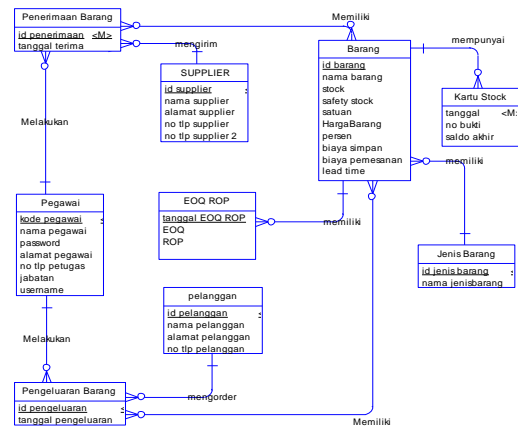 Penerimaan Barang
id penerimaan <M>
tanggal terima
Memiliki
mengirim
SUPPLIER
id supplier
nama supplier
alamat supplier
no tlp supplier
no tlp supplier 2
Barang
id barang
nama barang
stock
safety stock
satuan
HargaBarang
persen
biaya simpan
biaya pemesanan
lead time
mempunyai
Kartu Stock
tanggal <M>
no bukti
saldo akhir
Melakukan
memiliki
Pegawai
kode pegawai
nama pegawai
password
alamat pegawai
no tlp petugas
jabatan
username
EOQ ROP
tanggal EOQ ROP
EOQ
ROP
memiliki
Jenis Barang
id jenis barang
nama jenisbarang
pelanggan
id pelanggan
nama pelanggan
alamat pelanggan
no tlp pelanggan
Melakukan
mengorder
Pengeluaran Barang
id pengeluaran
tanggal pengeluaran
Memiliki